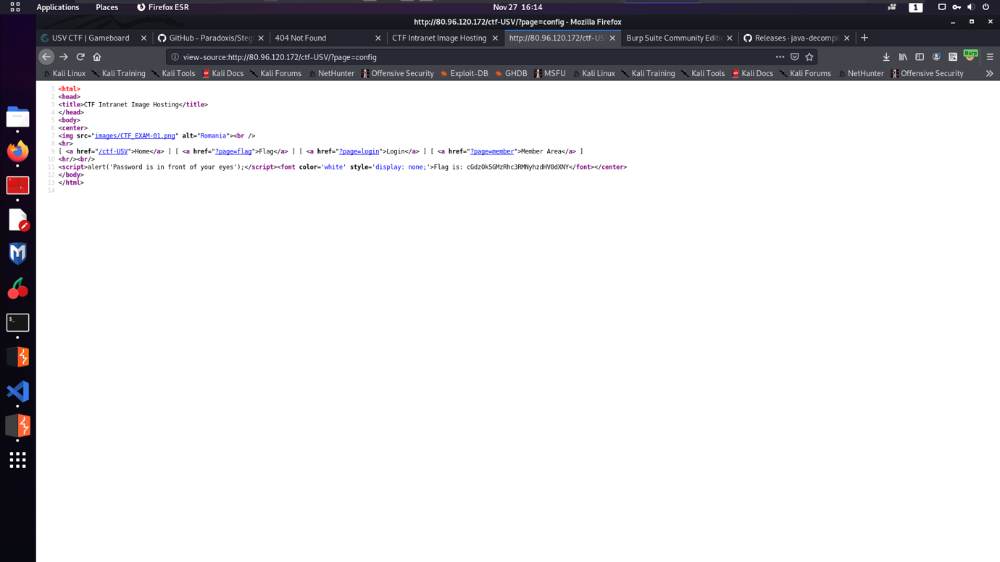 Applications Places Firefox ESR Nov 27 16:14 1
http://80.96.120.172/ctf-USV/?page=config - Mozilla Firefox
USV CTF | Gameboard GitHub - Paradoxis/Steg 404 Not Found CTF Intranet Image Hosting http://80.96.120.172/ctf-US Burp Suite Community Editi Releases · java-decompil
view-source:http://80.96.120.172/ctf-USV/?page=config Burp
Kali Linux Kali Training Kali Tools Kali Docs Kali Forums NetHunter Offensive Security Exploit-DB GHDB MSFU Kali Linux Kali Training Kali Tools Kali Docs Kali Forums NetHunter Offensive Security
1 <html>
2 <head>
3 <title>CTF Intranet Image Hosting</title>
4 </head>
5 <body>
6 <center>
7 <img src="images/CTF_EXAM-01.png" alt="Romania"><br />
8 <hr>
9 [ <a href="/ctf-USV">Home</a> ] [ <a href="?page=flag">Flag</a> ] [ <a href="?page=login">Login</a> ] [ <a href="?page=member">Member Area</a> ]
10 <hr/><br/>
11 <script>alert('Password is in front of your eyes');</script><font color='white' style='display: none;'>Flag is: cGdzOk5GMzRhc3RMNyhzdHV0dXNY</font></center>
12 </body>
13 </html>
14